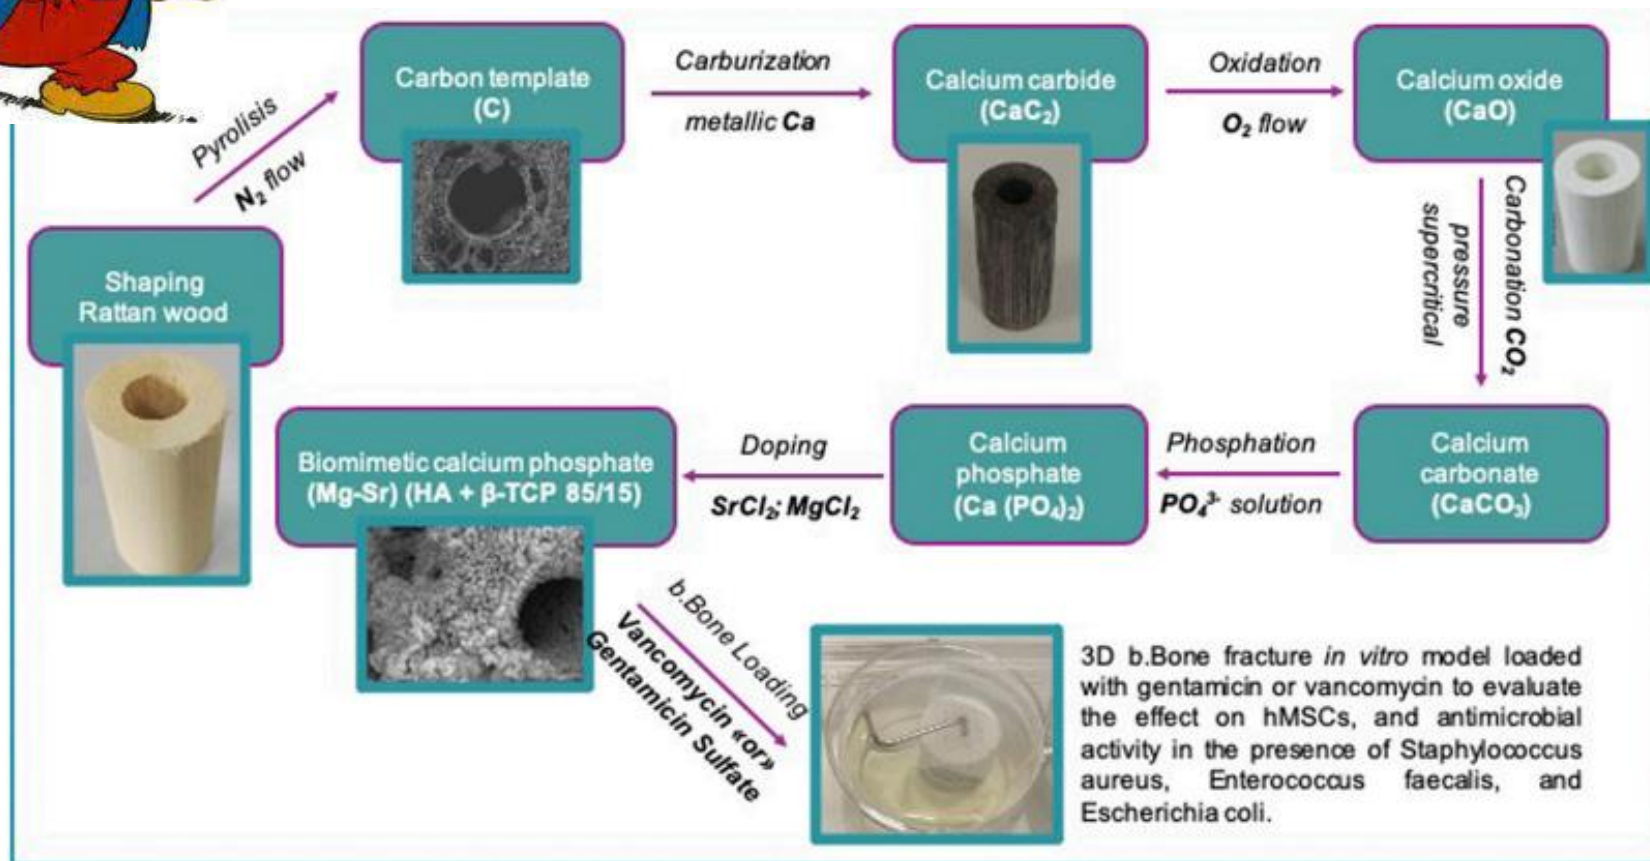 Shaping
Rattan wood
Pyrolisis
N₂ flow
Carbon template
(C)
Carburization
metallic Ca
Calcium carbide
(CaC₂)
Oxidation
O₂ flow
Calcium oxide
(CaO)
Carbonation CO₂
pressure
supercritical
Calcium
carbonate
(CaCO₃)
Phosphation
PO₄³⁻ solution
Calcium
phosphate
(Ca (PO₄)₂)
Doping
SrCl₂; MgCl₂
Biomimetic calcium phosphate
(Mg-Sr) (HA + β-TCP 85/15)
b.Bone Loading
Vancomycin «or»
Gentamicin Sulfate
3D b.Bone fracture in vitro model loaded
with gentamicin or vancomycin to evaluate
the effect on hMSCs, and antimicrobial
activity in the presence of Staphylococcus
aureus, Enterococcus faecalis, and
Escherichia coli.